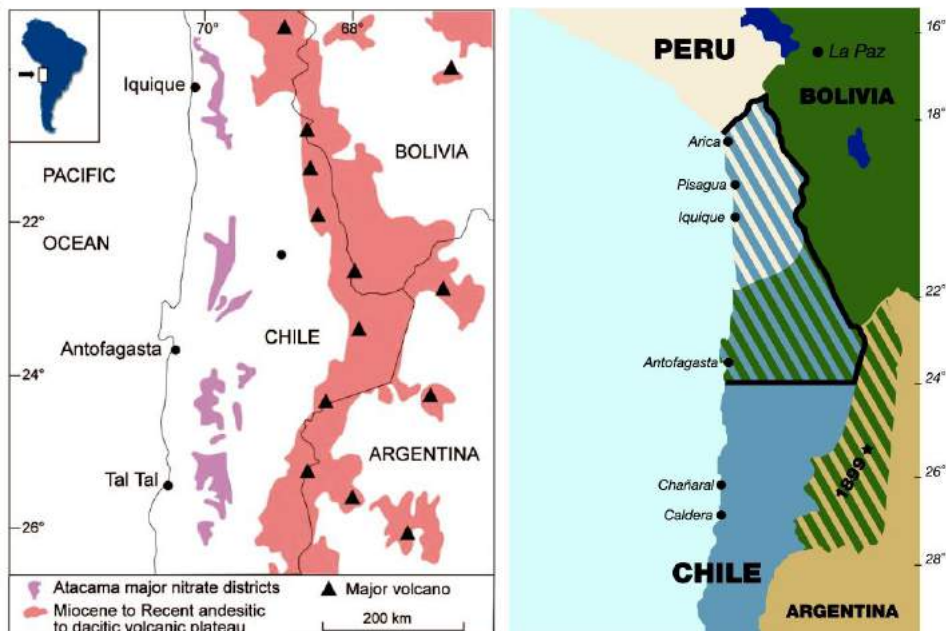 70°
68°
Iquique
BOLIVIA
PACIFIC
22°
OCEAN
CHILE
Antofagasta
24°
ARGENTINA
Tal Tal
26°
Atacama major nitrate districts
Major volcano
Miocene to Recent andesitic
to dacitic volcanic plateau
200 km
16°
PERU
La Paz
BOLIVIA
18°
Arica
Pisagua
Iquique
22°
Antofagasta
24°
1899
26°
Chañaral
Caldera
28°
CHILE
ARGENTINA